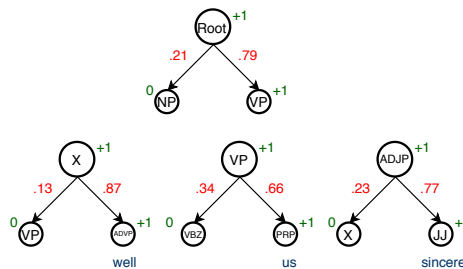 +1
Root
.21 .79
0 NP VP +1
+1 +1 +1
X VP ADJP
.13 .87 .34 .66 .23 .77
0 +1 0 +1 0 +
VP ADVP VBZ PRP X JJ
well us sincere